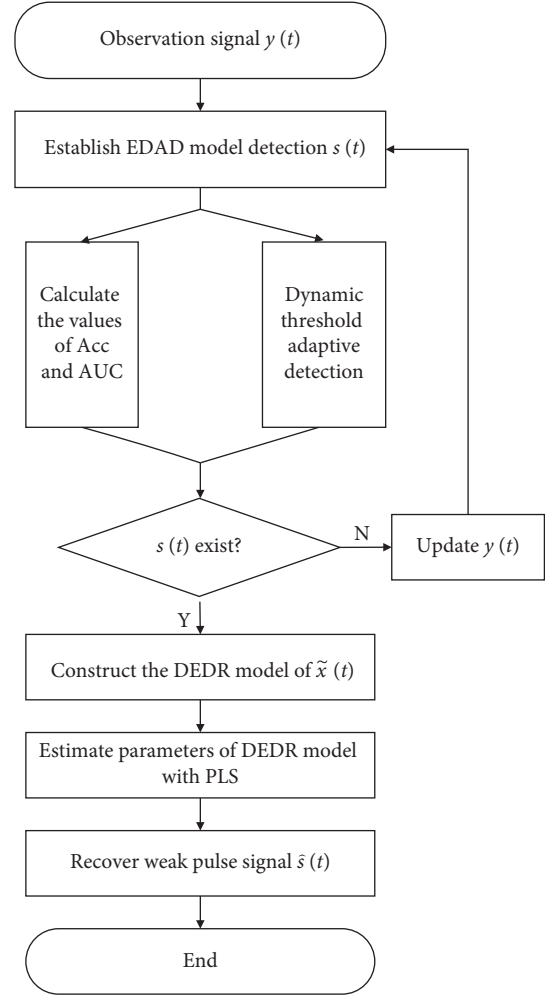 Observation signal y (t)
Establish EDAD model detection s (t)
Calculate
the values
of Acc
and AUC
Dynamic
threshold
adaptive
detection
s (t) exist?
N
Update y (t)
Y
Construct the DEDR model of x̃ (t)
Estimate parameters of DEDR model
with PLS
Recover weak pulse signal ŝ (t)
End